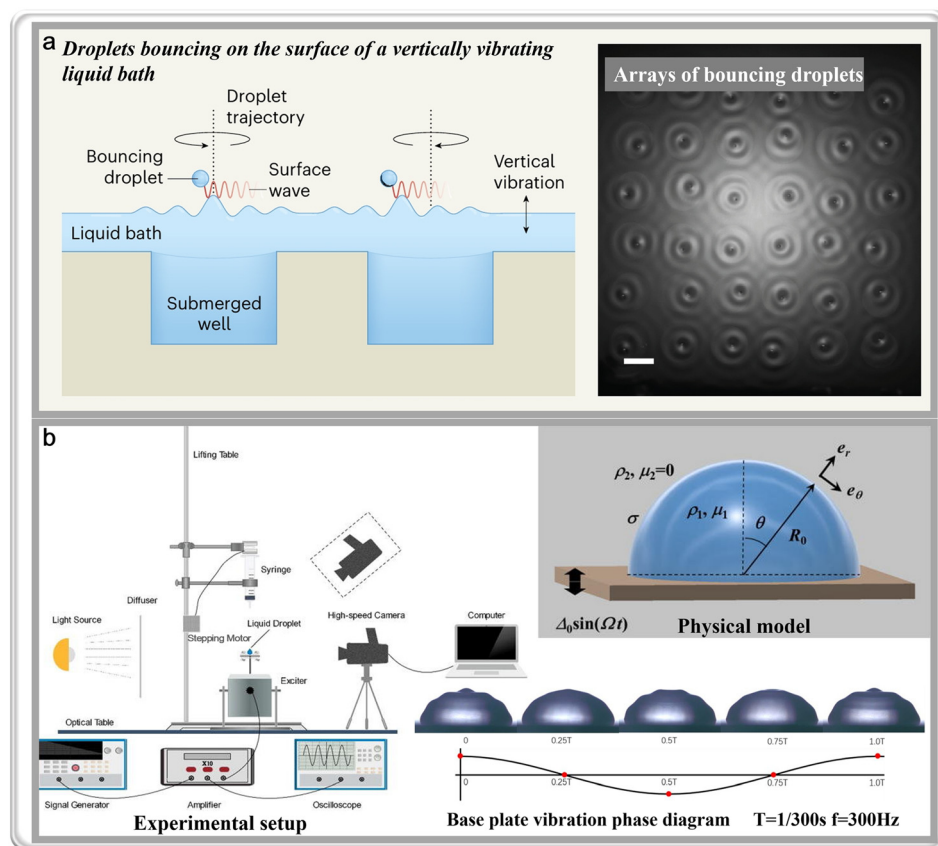 a
Droplets bouncing on the surface of a vertically vibrating
liquid bath
Droplet
trajectory
Bouncing
droplet
Surface
wave
Vertical
vibration
Liquid bath
Submerged
well
Arrays of bouncing droplets
b
Lifting Table
Syringe
Diffuser
Light Source
Stepping Motor
Liquid Droplet
High-speed Camera
Computer
Exciter
Optical Table
X10
Signal Generator
Amplifier
Oscilloscope
Experimental setup
ρ₂, μ₂=0
e_r
e_θ
σ
ρ₁, μ₁
θ
R₀
Δ₀sin(Ωt)
Physical model
0 0.25T 0.5T 0.75T 1.0T
0 0.25T 0.5T 0.75T 1.0T
Base plate vibration phase diagram T=1/300s f=300Hz